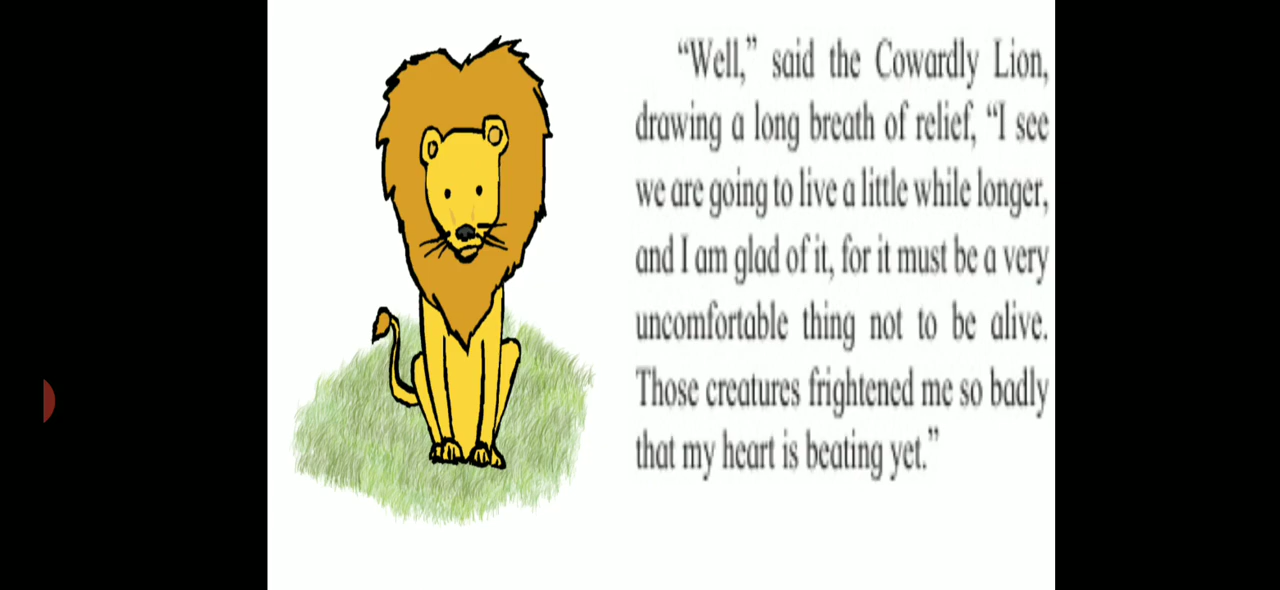 “Well,” said the Cowardly Lion,
drawing a long breath of relief, “I see
we are going to live a little while longer,
and I am glad of it, for it must be a very
uncomfortable thing not to be alive.
Those creatures frightened me so badly
that my heart is beating yet.”